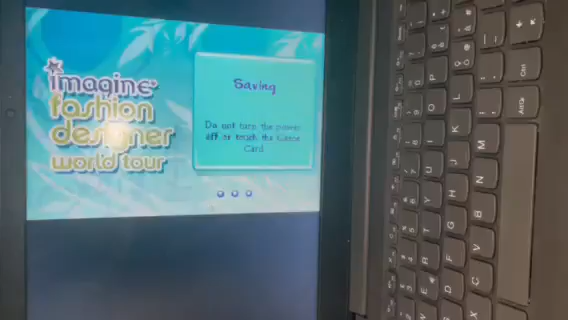 imagine
fashion
designer
world tour
Saving
Do not turn the power
off or touch the Game
Card